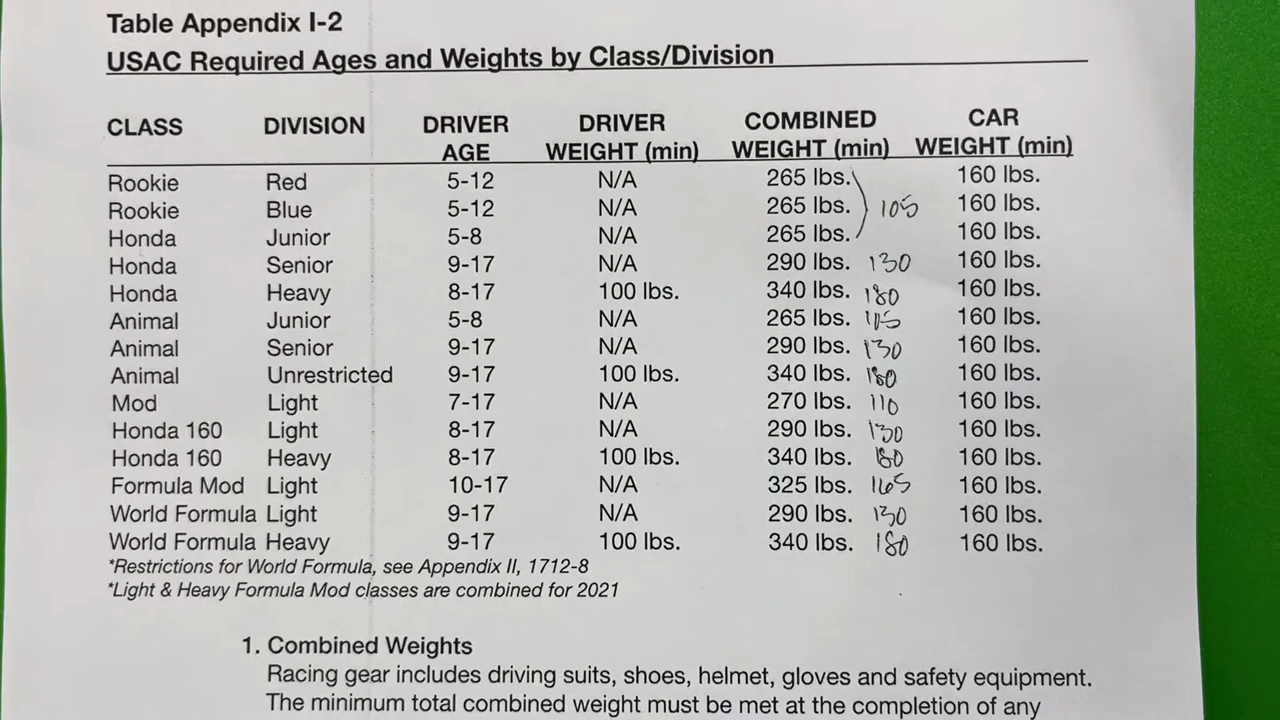 Table Appendix I-2
USAC Required Ages and Weights by Class/Division
CLASS DIVISION DRIVER AGE DRIVER WEIGHT (min) COMBINED WEIGHT (min) CAR WEIGHT (min)
Rookie Red 5-12 N/A 265 lbs. 160 lbs.
Rookie Blue 5-12 N/A 265 lbs. 105 160 lbs.
Honda Junior 5-8 N/A 265 lbs. 160 lbs.
Honda Senior 9-17 N/A 290 lbs. 130 160 lbs.
Honda Heavy 8-17 100 lbs. 340 lbs. 180 160 lbs.
Animal Junior 5-8 N/A 265 lbs. 105 160 lbs.
Animal Senior 9-17 N/A 290 lbs. 130 160 lbs.
Animal Unrestricted 9-17 100 lbs. 340 lbs. 180 160 lbs.
Mod Light 7-17 N/A 270 lbs. 110 160 lbs.
Honda 160 Light 8-17 N/A 290 lbs. 130 160 lbs.
Honda 160 Heavy 8-17 100 lbs. 340 lbs. 180 160 lbs.
Formula Mod Light 10-17 N/A 325 lbs. 165 160 lbs.
World Formula Light 9-17 N/A 290 lbs. 130 160 lbs.
World Formula Heavy 9-17 100 lbs. 340 lbs. 180 160 lbs.
*Restrictions for World Formula, see Appendix II, 1712-8
*Light & Heavy Formula Mod classes are combined for 2021
1. Combined Weights
Racing gear includes driving suits, shoes, helmet, gloves and safety equipment.
The minimum total combined weight must be met at the completion of any